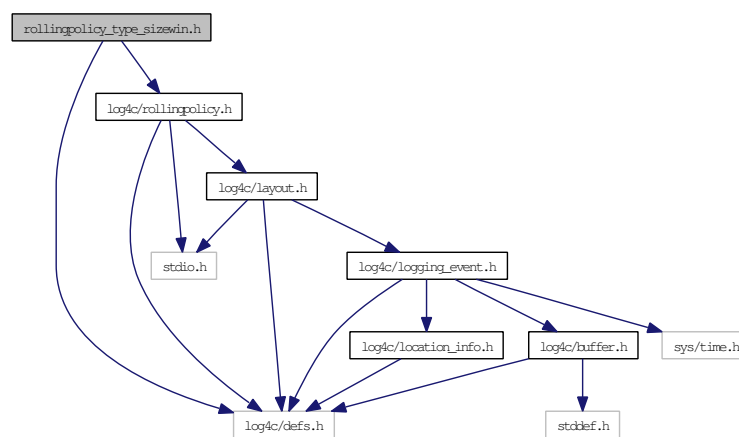 rollingpolicy_type_sizewin.h
log4c/rollingpolicy.h
log4c/layout.h
stdio.h
log4c/logging_event.h
log4c/location_info.h
log4c/buffer.h
sys/time.h
log4c/defs.h
stddef.h